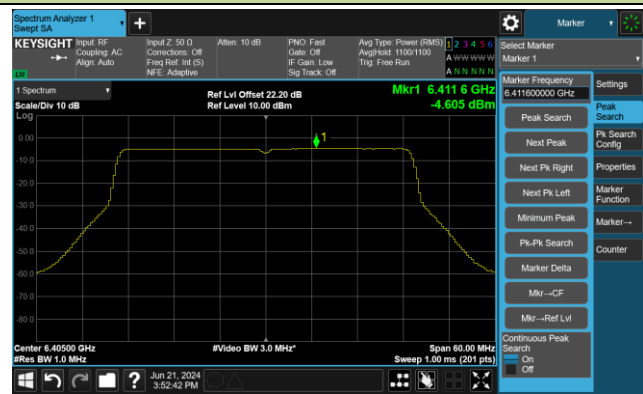 Spectrum Analyzer 1
Swept SA
+
Marker
KEYSIGHT
Input: RF
Coupling: AC
Align: Auto
LXI
Input Z: 50 Ω
Corrections: Off
Freq Ref: Int (S)
NFE: Adaptive
Atten: 10 dB
PNO: Fast
Gate: Off
IF Gain: Low
Sig Track: Off
Avg Type: Power (RMS)
Avg|Hold: 1100/1100
Trig: Free Run
1 2 3 4 5 6
A W W W W W
A N N N N N
Select Marker
Marker 1
1 Spectrum
Scale/Div 10 dB
Log
Ref Lvl Offset 22.20 dB
Ref Level 10.00 dBm
Mkr1 6.411 6 GHz
-4.605 dBm
1
0.00
-10.0
-20.0
-30.0
-40.0
-50.0
-60.0
-70.0
-80.0
Center 6.40500 GHz
#Res BW 1.0 MHz
#Video BW 3.0 MHz*
Span 60.00 MHz
Sweep 1.00 ms (201 pts)
Marker Frequency
6.411600000 GHz
Peak Search
Next Peak
Next Pk Right
Next Pk Left
Minimum Peak
Pk-Pk Search
Marker Delta
Mkr→CF
Mkr→Ref Lvl
Continuous Peak
Search
On
Off
Settings
Peak
Search
Pk Search
Config
Properties
Marker
Function
Marker→
Counter
?
Jun 21, 2024
3:52:42 PM